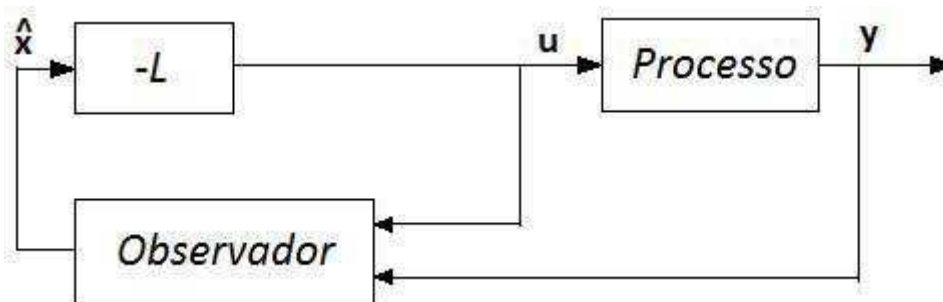 x̂
-L
u
Processo
y
Observador